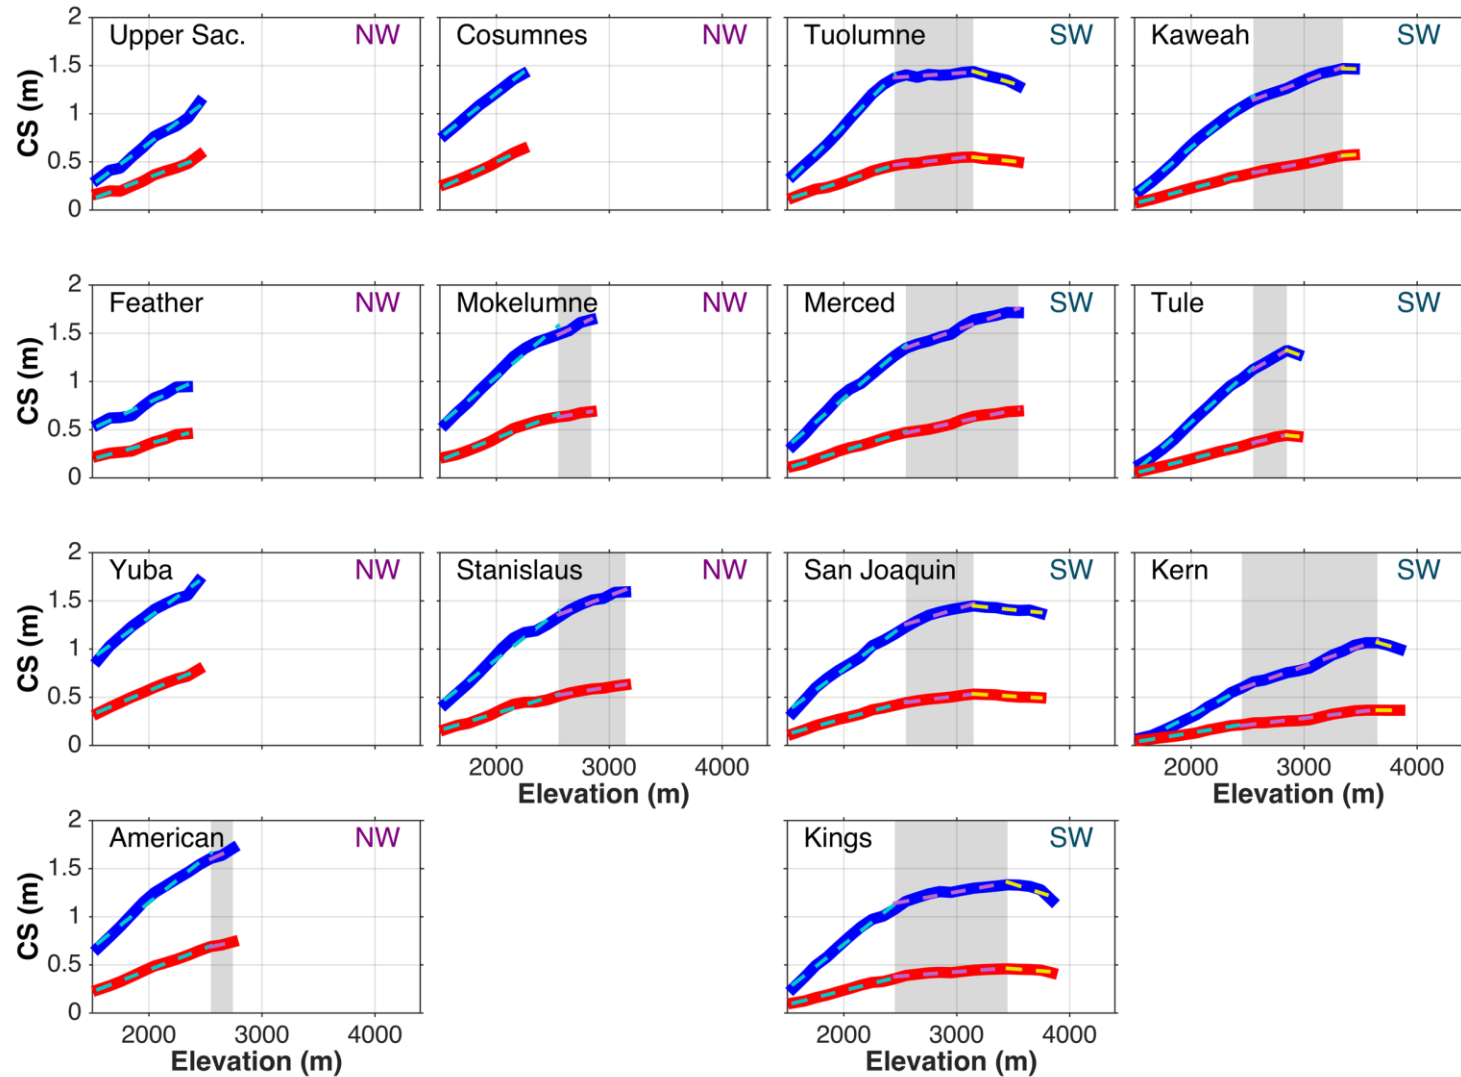 2
Upper Sac. NW
Cosumnes NW
Tuolumne SW
Kaweah SW
1.5
1
0.5
0
CS (m)
2
Feather NW
Mokelumne NW
Merced SW
Tule SW
1.5
1
0.5
0
CS (m)
2
Yuba NW
Stanislaus NW
San Joaquin SW
Kern SW
1.5
1
0.5
0
CS (m)
2000 3000 4000
Elevation (m)
2000 3000 4000
Elevation (m)
2
American NW
Kings SW
1.5
1
0.5
0
CS (m)
2000 3000 4000
Elevation (m)
2000 3000 4000
Elevation (m)